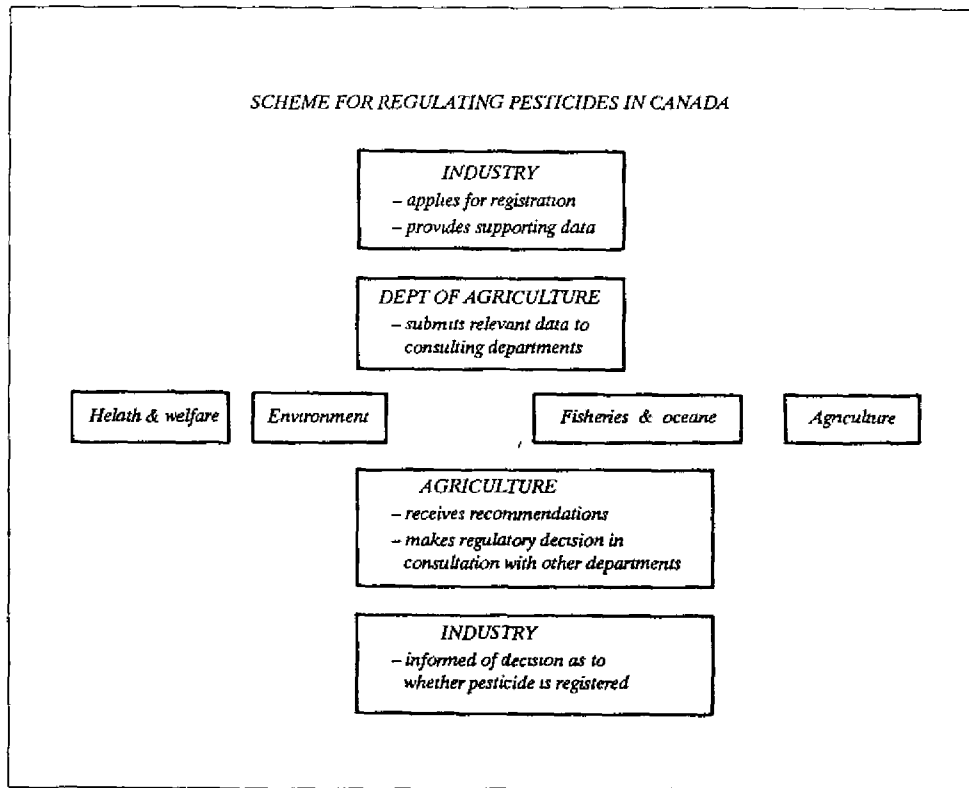 SCHEME FOR REGULATING PESTICIDES IN CANADA
INDUSTRY
– applies for registration
– provides supporting data
DEPT OF AGRICULTURE
– submits relevant data to
consulting departments
Helath & welfare
Environment
Fisheries & oceane
Agriculture
AGRICULTURE
– receives recommendations
– makes regulatory decision in
consultation with other departments
INDUSTRY
– informed of decision as to
whether pesticide is registered